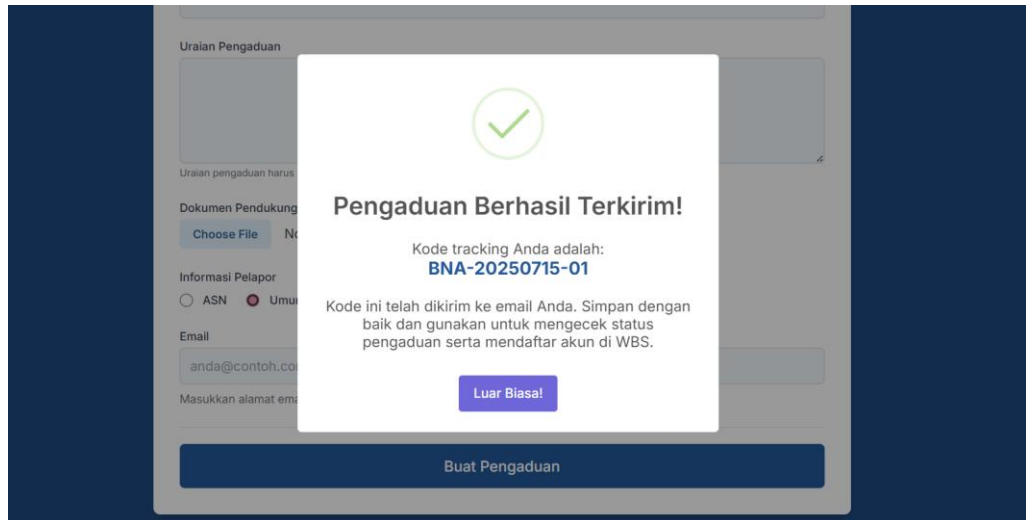 Uraian Pengaduan
Uraian pengaduan harus
Dokumen Pendukung
Choose File
Informasi Pelapor
ASN
Email
Masukkan alamat
Pengaduan Berhasil Terkirim!
Kode tracking Anda adalah:
BNA-20250715-01
Kode ini telah dikirim ke email Anda. Simpan dengan
baik dan gunakan untuk mengecek status
pengaduan serta mendaftar akun di WBS.
Luar Biasa!
Buat Pengaduan